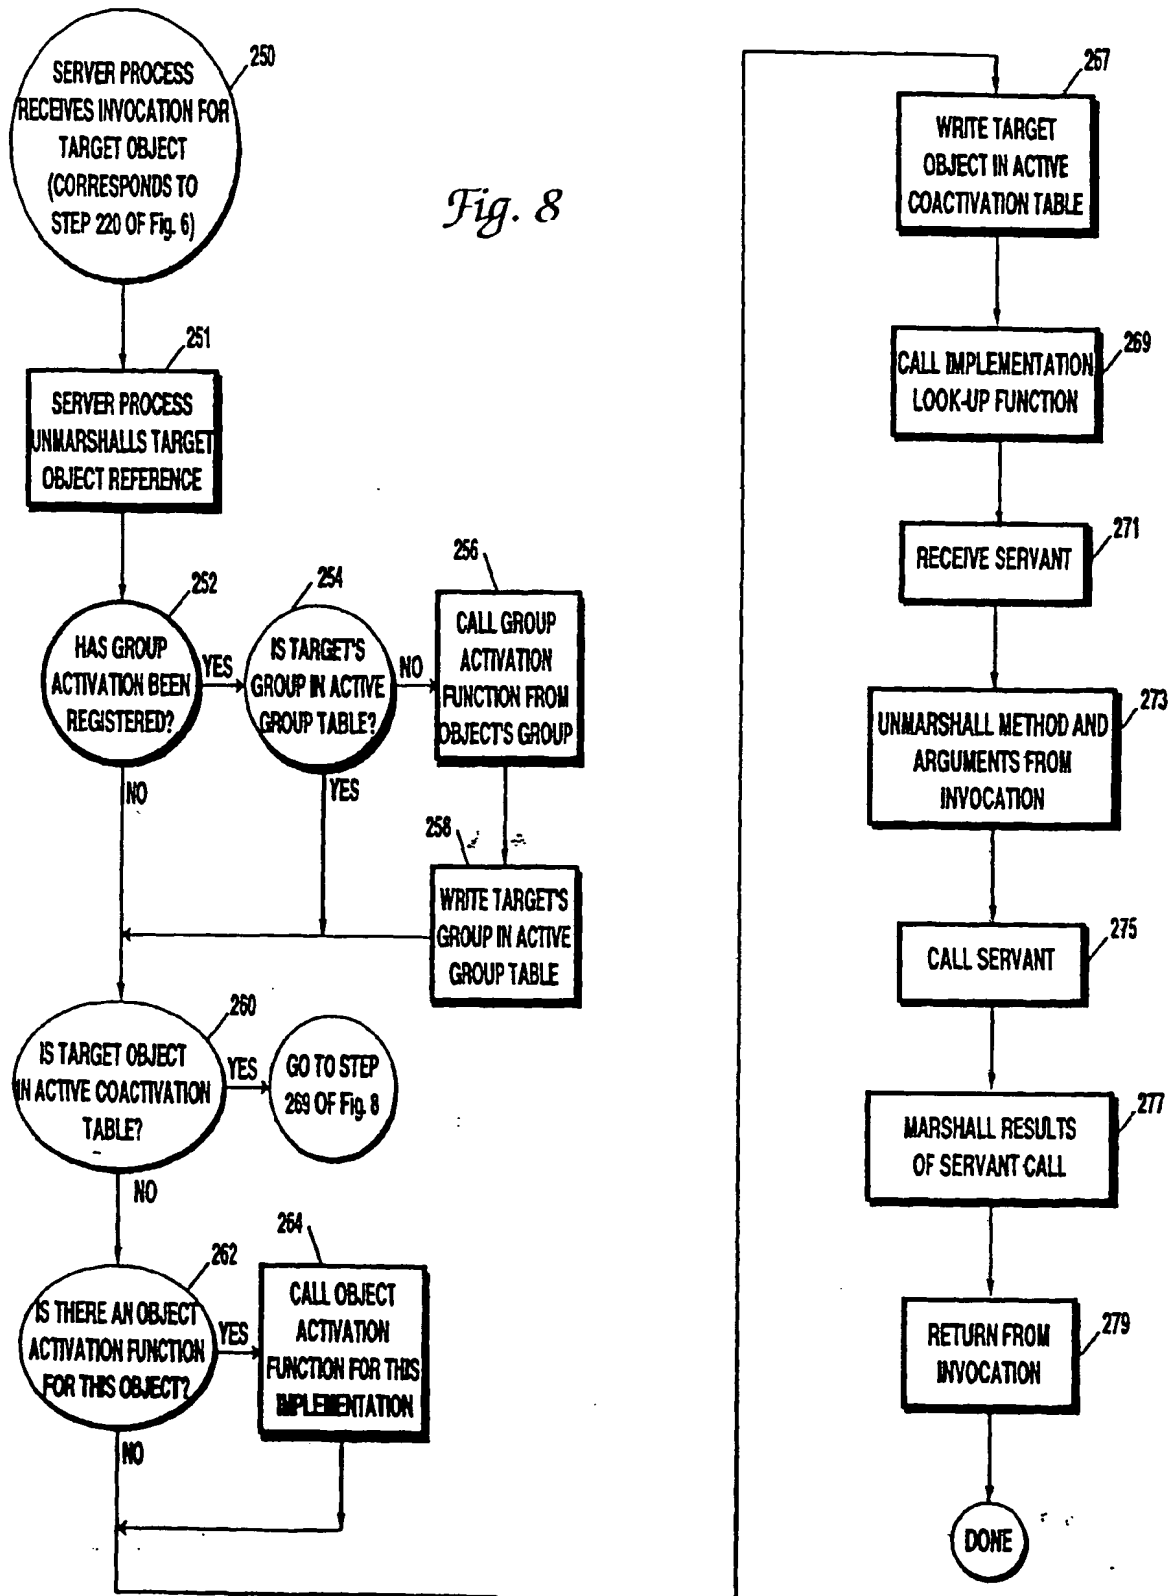 250
SERVER PROCESS
RECEIVES INVOCATION FOR
TARGET OBJECT
(CORRESPONDS TO
STEP 220 OF Fig. 6)
Fig. 8
251
SERVER PROCESS
UNMARSHALLS TARGET
OBJECT REFERENCE
252
HAS GROUP
ACTIVATION BEEN
REGISTERED?
YES
NO
254
IS TARGET'S
GROUP IN ACTIVE
GROUP TABLE?
NO
YES
256
CALL GROUP
ACTIVATION
FUNCTION FROM
OBJECT'S GROUP
258
WRITE TARGET'S
GROUP IN ACTIVE
GROUP TABLE
260
IS TARGET OBJECT
IN ACTIVE COACTIVATION
TABLE?
YES
GO TO STEP
269 OF Fig. 8
NO
262
IS THERE AN OBJECT
ACTIVATION FUNCTION
FOR THIS OBJECT?
YES
NO
264
CALL OBJECT
ACTIVATION
FUNCTION FOR THIS
IMPLEMENTATION
267
WRITE TARGET
OBJECT IN ACTIVE
COACTIVATION TABLE
269
CALL IMPLEMENTATION
LOOK-UP FUNCTION
271
RECEIVE SERVANT
273
UNMARSHALL METHOD AND
ARGUMENTS FROM
INVOCATION
275
CALL SERVANT
277
MARSHALL RESULTS
OF SERVANT CALL
279
RETURN FROM
INVOCATION
DONE